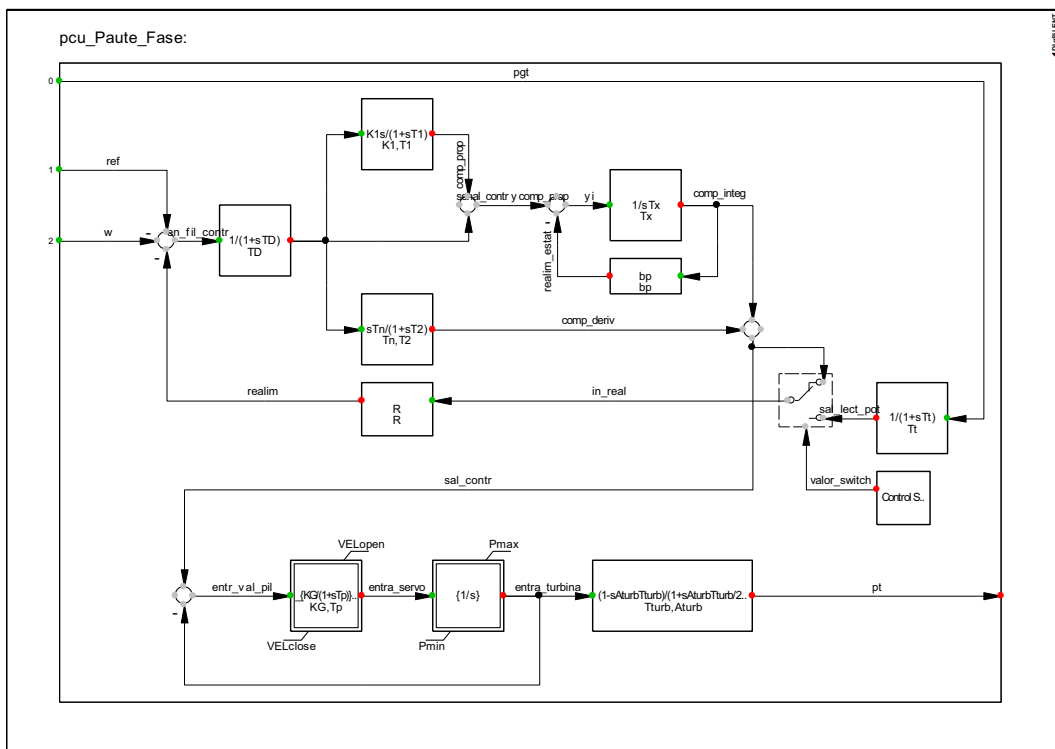 pcu_Paute_Fase:
pgt
0
K1s/(1+sT1)
K1,T1
comp_prop
ref
1
senal_contr
y comp_prop
yi
1/sTx
Tx
comp_integ
w
2
-
-
en_fil_contr
1/(1+sTD)
TD
-
realim_estat
bp
bp
sTn/(1+sT2)
Tn,T2
comp_deriv
realim
R
R
in_real
sal_lect_pot
1/(1+sTt)
Tt
sal_contr
valor_switch
Control S..
VELopen
Pmax
entr_val_pil
_{KG/(1+sTp)}..
KG,Tp
entra_servo
{1/s}
entra_turbina
(1-sAturbTturb)/(1+sAturbTturb/2..
Tturb,Aturb
pt
-
VELclose
Pmin